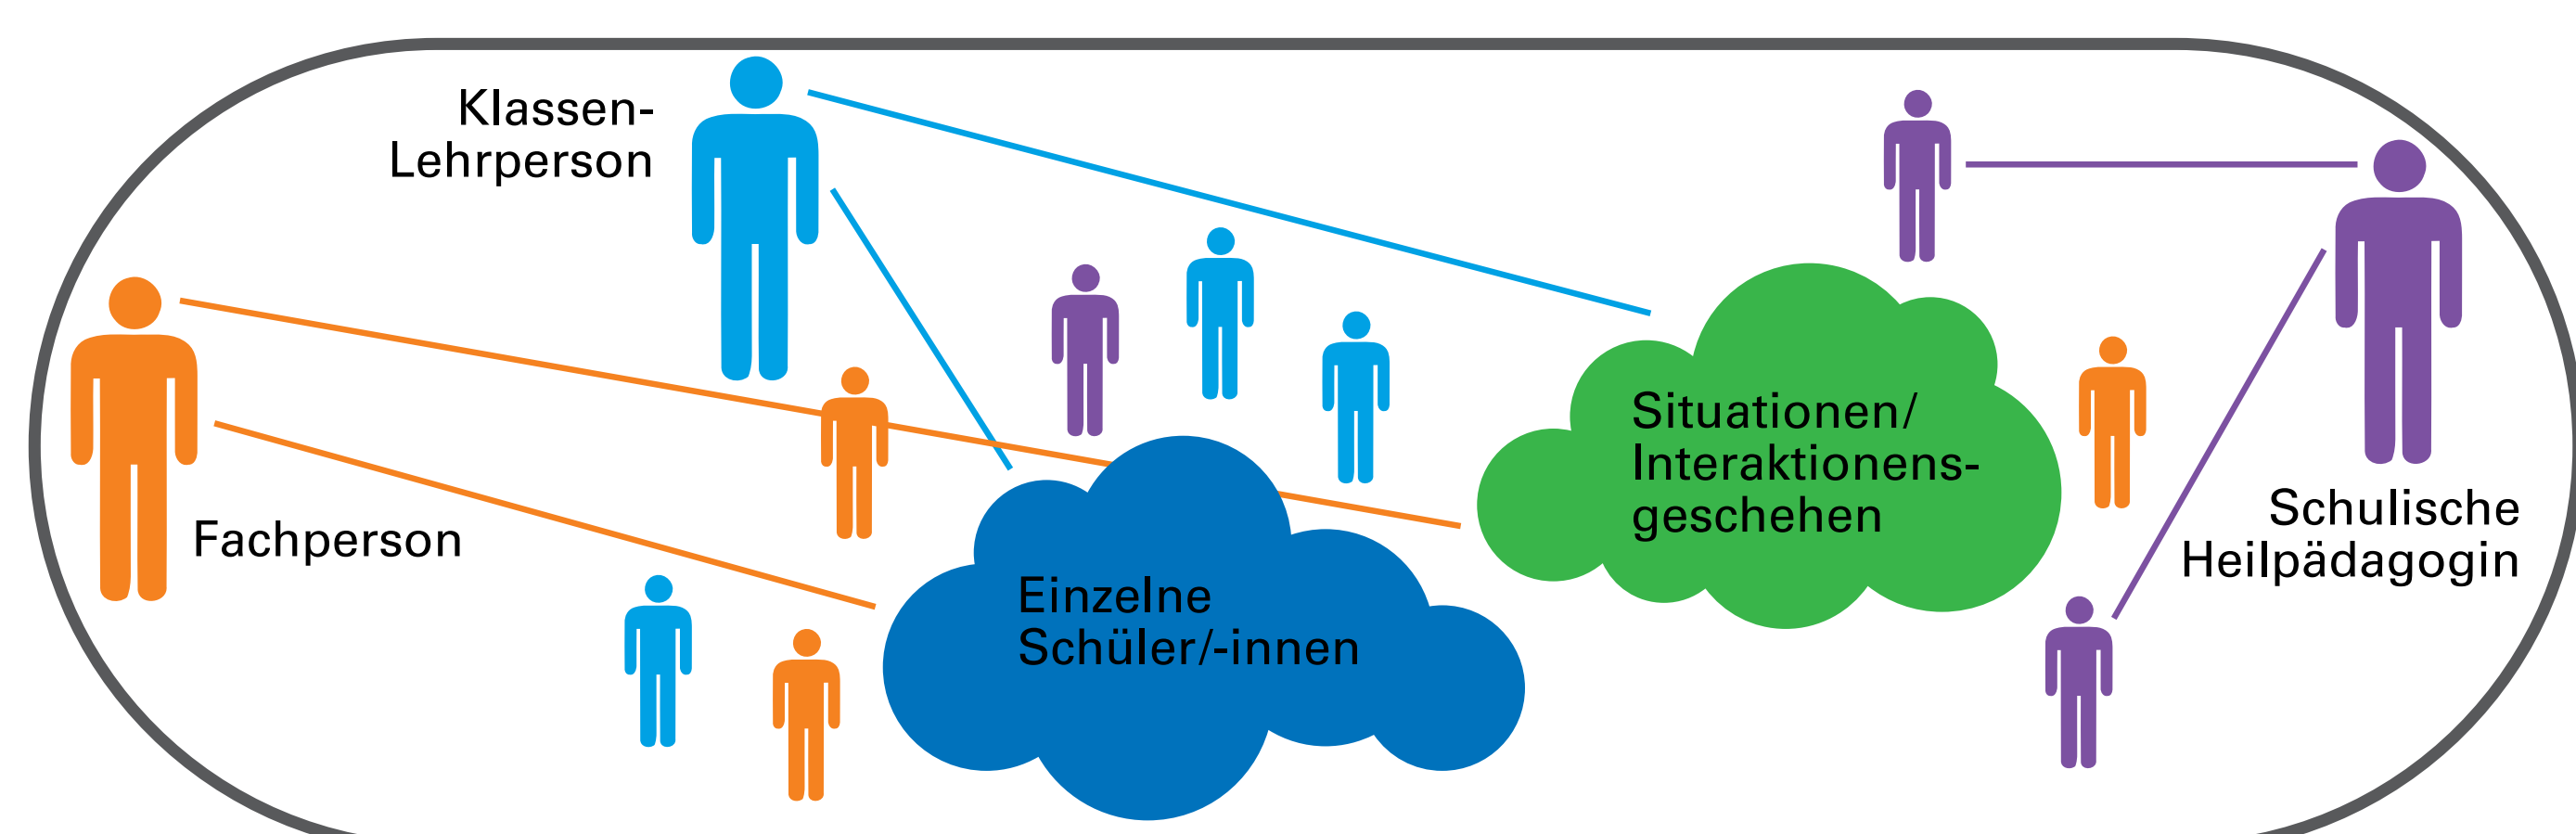 Klassen-
Lehrperson
Fachperson
Einzelne
Schüler/-innen
Situationen/
Interaktionens-
geschehen
Schulische
Heilpädagogin